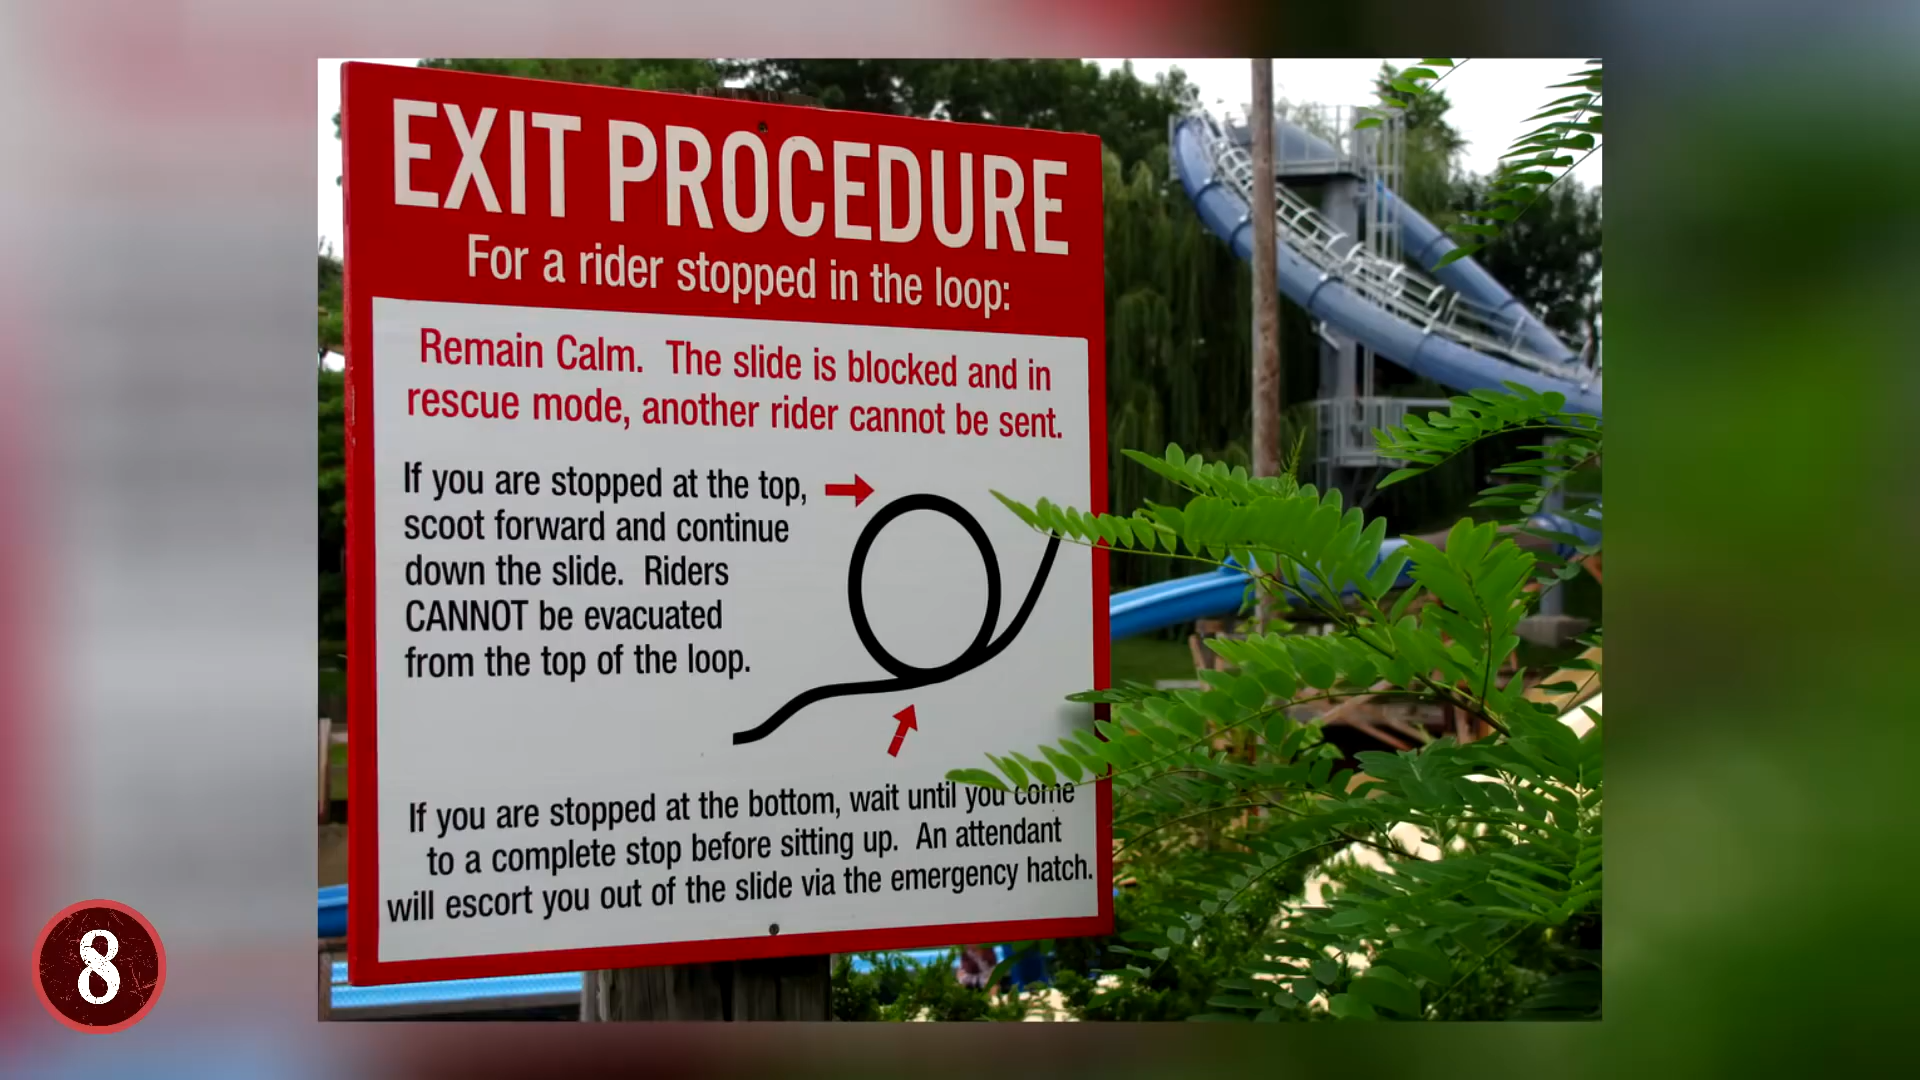 EXIT PROCEDURE
For a rider stopped in the loop:
Remain Calm. The slide is blocked and in
rescue mode, another rider cannot be sent.
If you are stopped at the top,
scoot forward and continue
down the slide. Riders
CANNOT be evacuated
from the top of the loop.
If you are stopped at the bottom, wait until you come
to a complete stop before sitting up. An attendant
will escort you out of the slide via the emergency hatch.
8